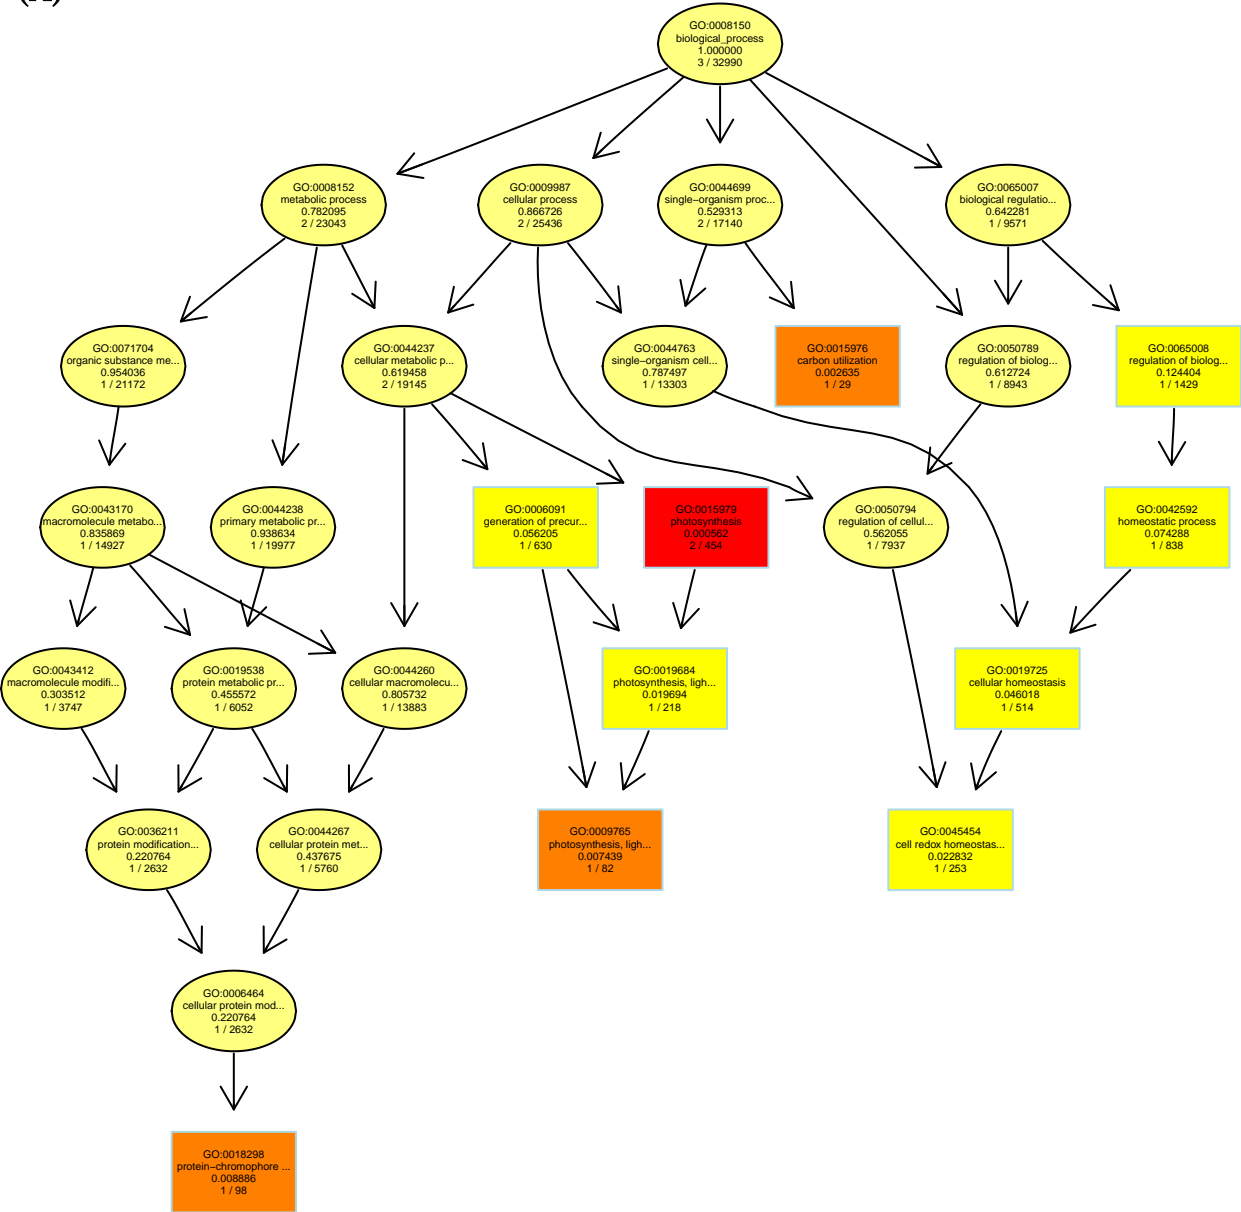 GO:0008150
biological_process
1.000000
3 / 32990
GO:0008152
metabolic process
0.782095
2 / 23043
GO:0009987
cellular process
0.866726
2 / 25436
GO:0044699
single−organism proc...
0.529313
2 / 17140
GO:0065007
biological regulatio...
0.642281
1 / 9571
GO:0071704
organic substance me...
0.954036
1 / 21172
GO:0044237
cellular metabolic p...
0.619458
2 / 19145
GO:0044763
single−organism cell...
0.787497
1 / 13303
GO:0015976
carbon utilization
0.002635
1 / 29
GO:0050789
regulation of biolog...
0.612724
1 / 8943
GO:0065008
regulation of biolog...
0.124404
1 / 1429
GO:0043170
macromolecule metabo...
0.835869
1 / 14927
GO:0044238
primary metabolic pr...
0.938634
1 / 19977
GO:0006091
generation of precur...
0.056205
1 / 630
GO:0015979
photosynthesis
0.000562
2 / 454
GO:0050794
regulation of cellul...
0.562055
1 / 7937
GO:0042592
homeostatic process
0.074288
1 / 838
GO:0043412
macromolecule modifi...
0.303512
1 / 3747
GO:0019538
protein metabolic pr...
0.455572
1 / 6052
GO:0044260
cellular macromolecu...
0.805732
1 / 13883
GO:0019684
photosynthesis, ligh...
0.019694
1 / 218
GO:0019725
cellular homeostasis
0.046018
1 / 514
GO:0036211
protein modification...
0.220764
1 / 2632
GO:0044267
cellular protein met...
0.437675
1 / 5760
GO:0009765
photosynthesis, ligh...
0.007439
1 / 82
GO:0045454
cell redox homeostas...
0.022832
1 / 253
GO:0006464
cellular protein mod...
0.220764
1 / 2632
GO:0018298
protein−chromophore ...
0.008886
1 / 98